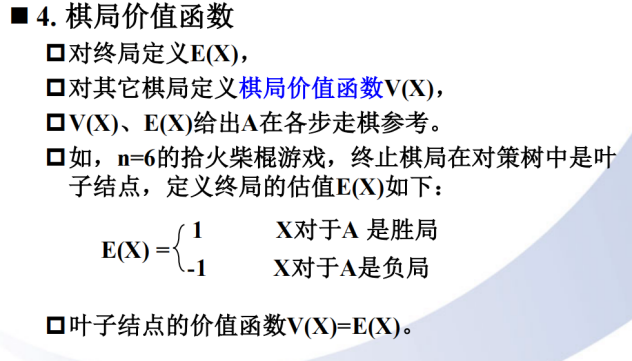 4. 棋局价值函数
对终局定义E(X)，
对其它棋局定义棋局价值函数V(X)，
V(X)、E(X)给出A在各步走棋参考。
如，n=6的拾火柴棍游戏，终止棋局在对策树中是叶
子结点，定义终局的估值E(X)如下：
1 X对于A 是胜局
E(X) =
-1 X对于A是负局
叶子结点的价值函数V(X)=E(X)。